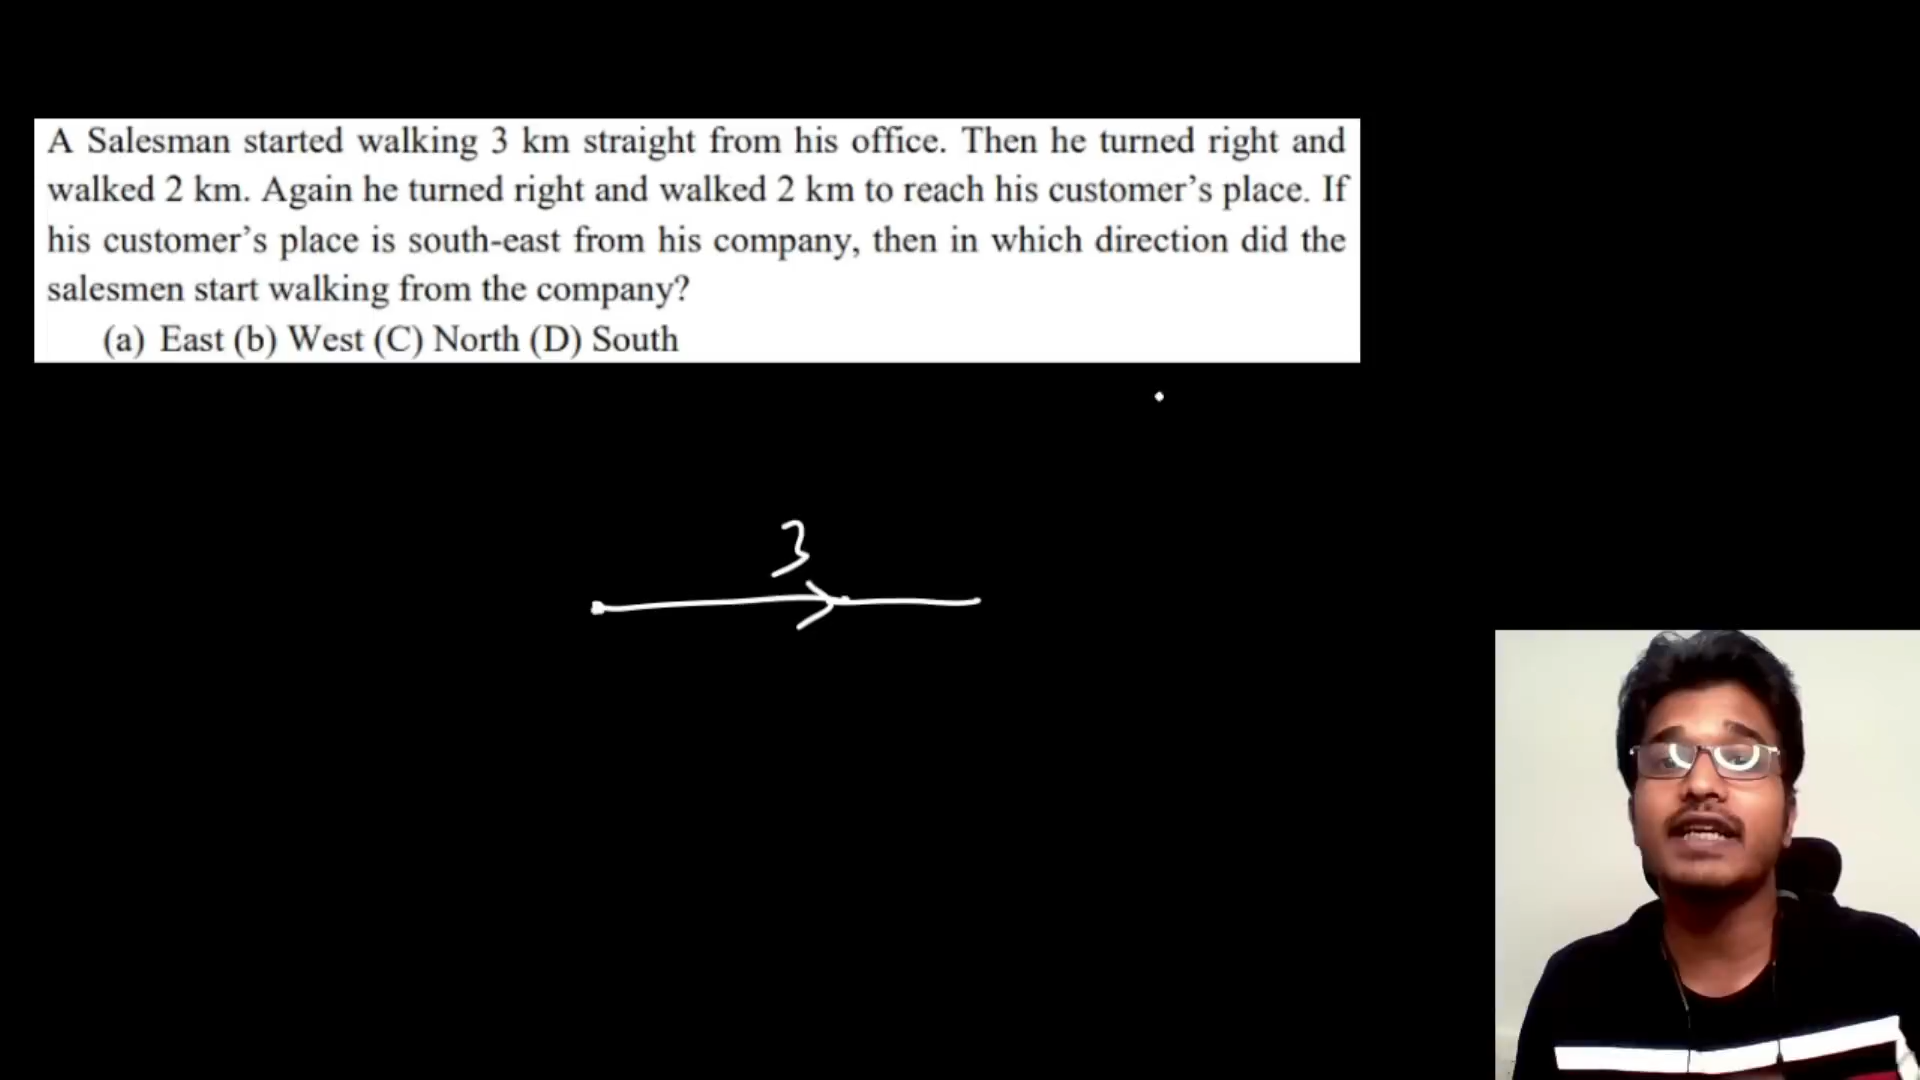 A Salesman started walking 3 km straight from his office. Then he turned right and
walked 2 km. Again he turned right and walked 2 km to reach his customer’s place. If
his customer’s place is south-east from his company, then in which direction did the
salesmen start walking from the company?
(a) East (b) West (C) North (D) South
3